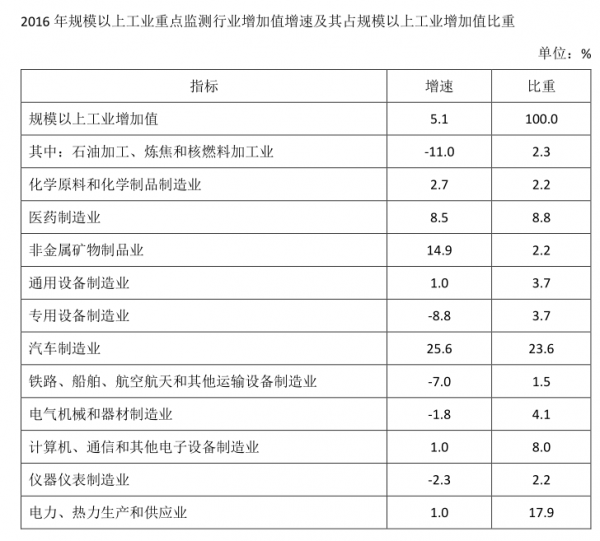 2016 年规模以上工业重点监测行业增加值增速及其占规模以上工业增加值比重
单位：%
指标 增速 比重
规模以上工业增加值 5.1 100.0
其中：石油加工、炼焦和核燃料加工业 -11.0 2.3
化学原料和化学制品制造业 2.7 2.2
医药制造业 8.5 8.8
非金属矿物制品业 14.9 2.2
通用设备制造业 1.0 3.7
专用设备制造业 -8.8 3.7
汽车制造业 25.6 23.6
铁路、船舶、航空航天和其他运输设备制造业 -7.0 1.5
电气机械和器材制造业 -1.8 4.1
计算机、通信和其他电子设备制造业 1.0 8.0
仪器仪表制造业 -2.3 2.2
电力、热力生产和供应业 1.0 17.9